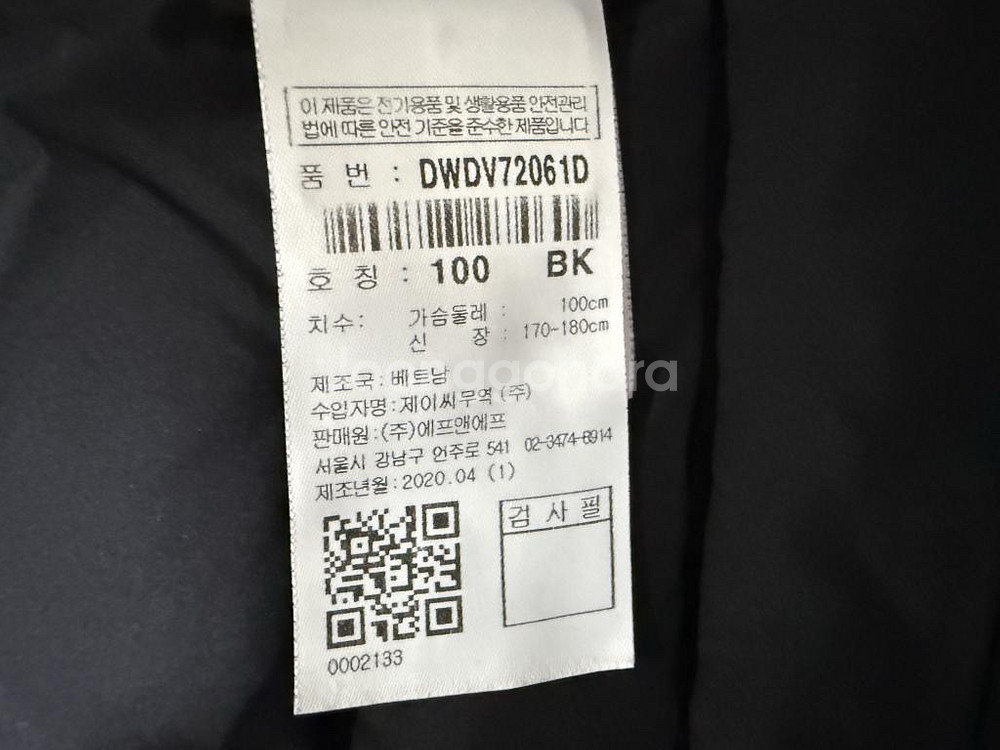 이 제품은 전기용품 및 생활용품 안전관리
법에 따른 안전 기준을 준수한 제품입니다
품 번 : DWDV72061D
호 칭 : 100 BK
치수: 가슴둘레 : 100cm
신 장 : 170-180cm
제조국:베트남
수입자명:제이씨무역 (주)
판매원:(주)에프앤에프
서울시 강남구 언주로 541 02-3474-6914
제조년월:2020.04 (1)
검 사 필
0002133